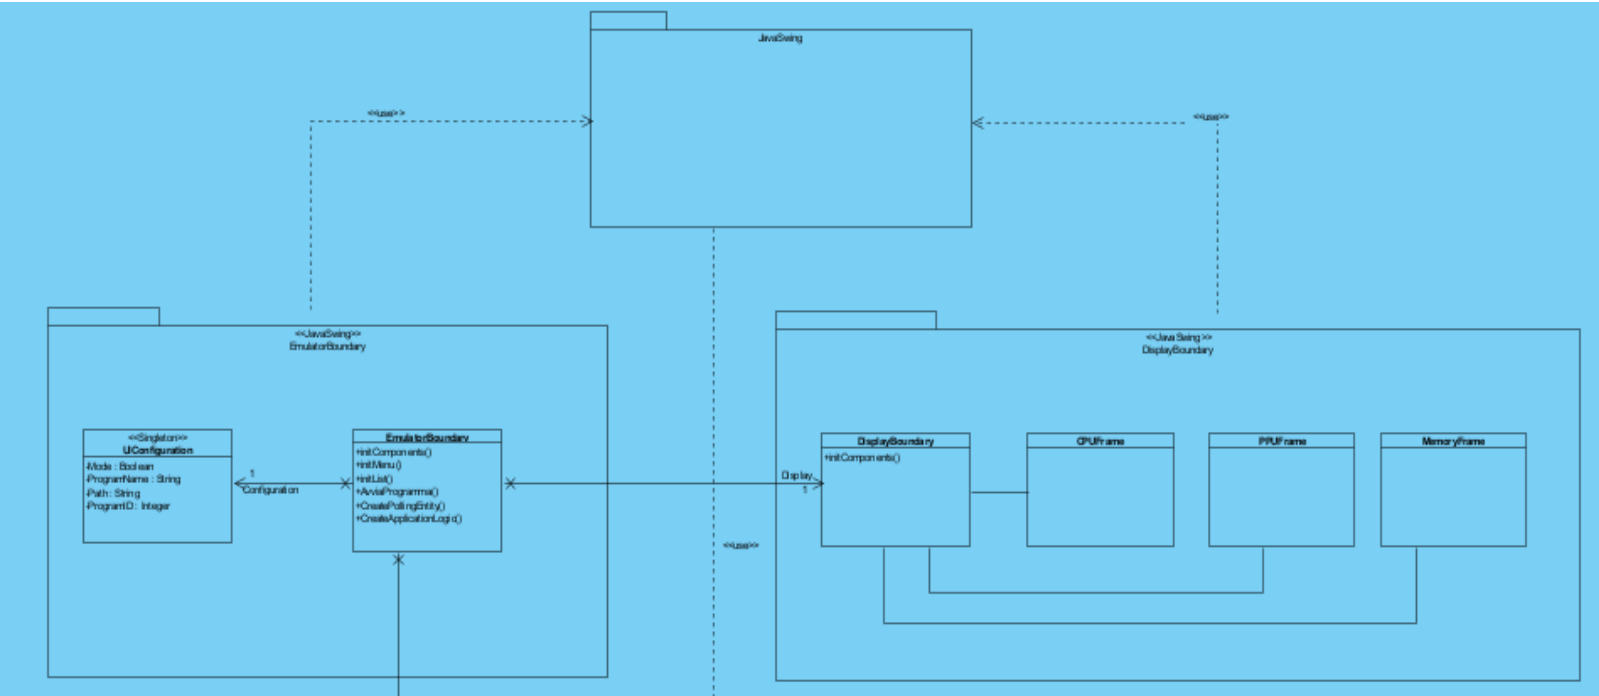 JavaSwing
<<use>>
<<use>>
<<JavaSwing>>
EmulatorBoundary
<<Singleton>>
UIConfiguration
-Mode : Boolean
-ProgramName : String
-Path : String
-ProgramID : Integer
1
Configuration
EmulatorBoundary
+initComponents()
+initMenu()
+initList()
+AvviaProgramma()
+CreatePollingEntity()
+CreateApplicationLogic()
<<use>>
<<JavaSwing>>
DisplayBoundary
Display
1
DisplayBoundary
+initComponents()
CPUFrame
PPUFrame
MemoryFrame